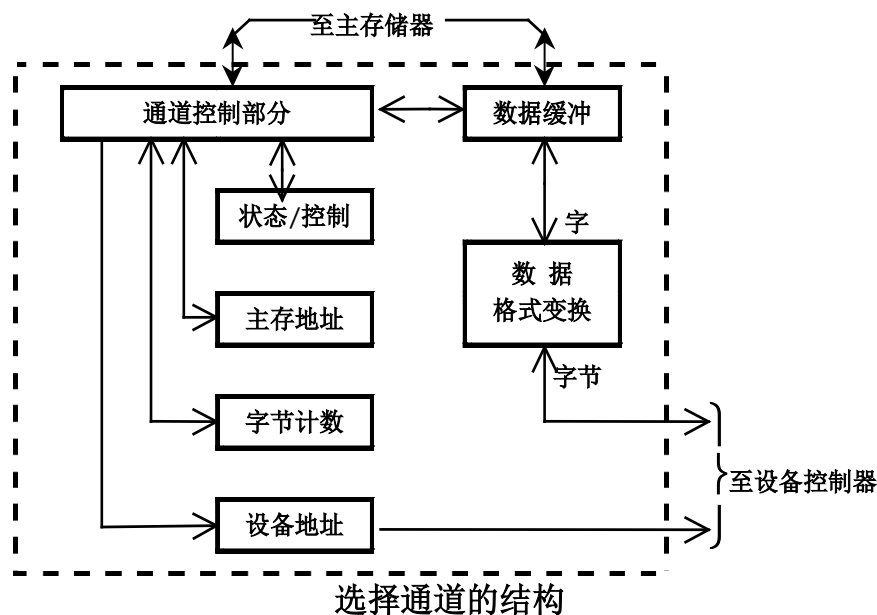 至主存储器
通道控制部分
数据缓冲
状态/控制
字
数 据
格式变换
主存地址
字节
字节计数
至设备控制器
设备地址
选择通道的结构